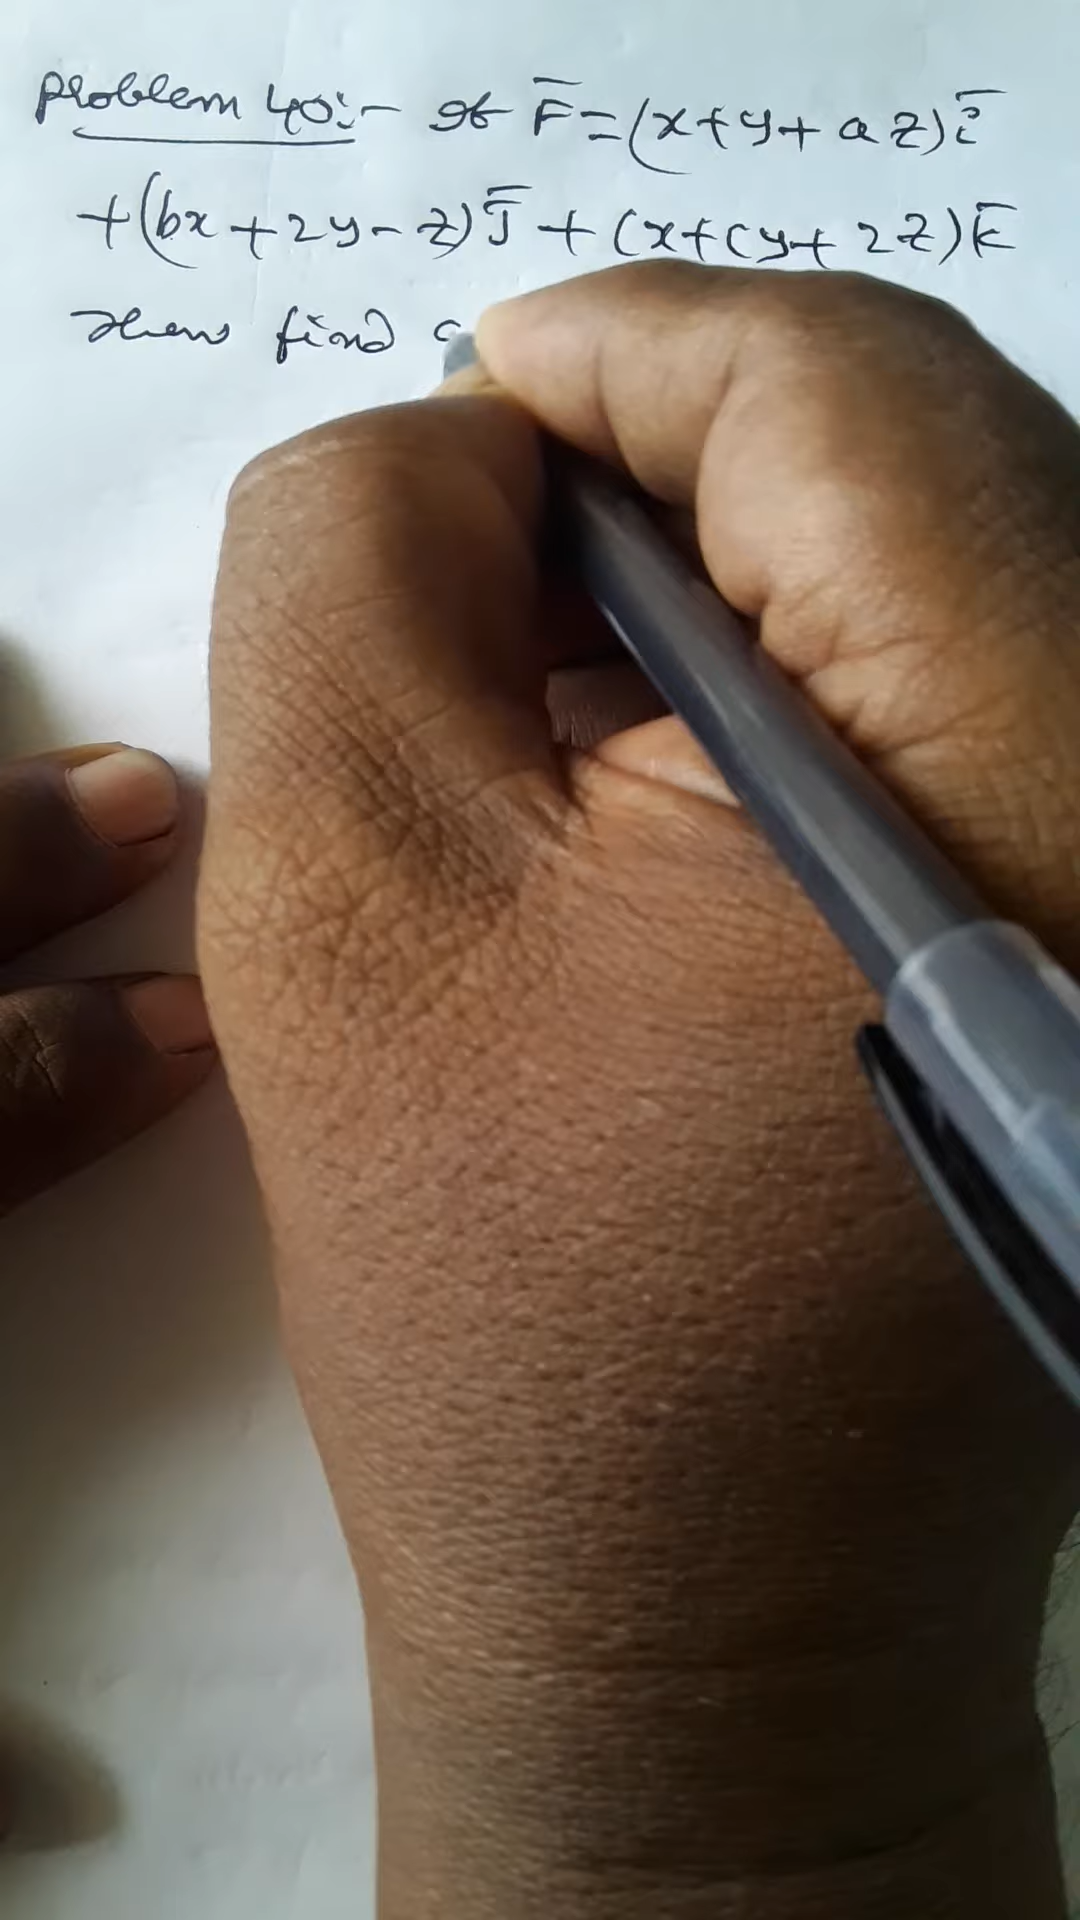 Problem 40:- If F̅ = (x+y+az)i̅
+(bx+2y-z)J̅ + (x+cy+2z)k̅
then find